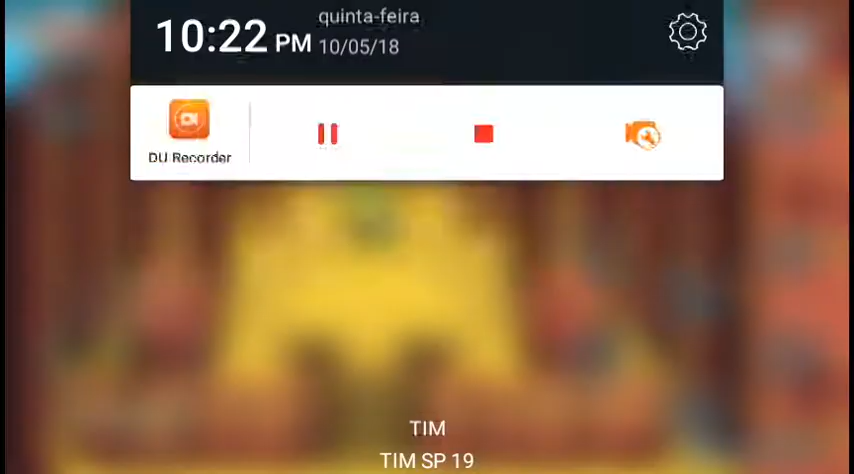 10:22 PM
quinta-feira
10/05/18
DU Recorder
TIM
TIM SP 19